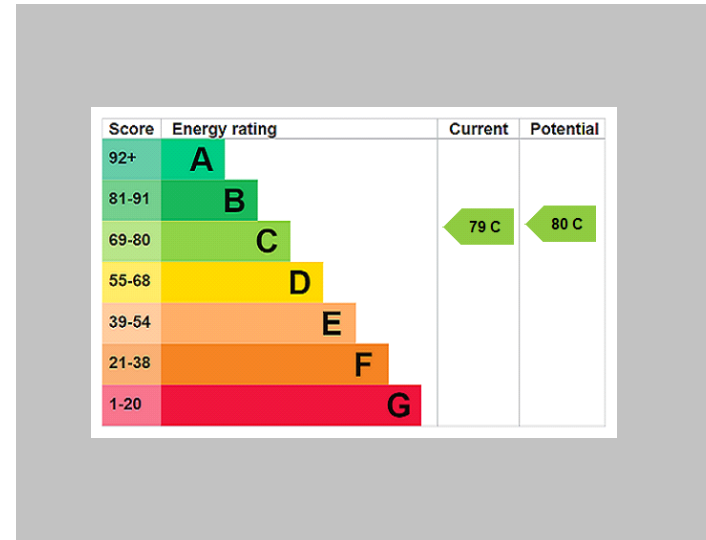 Score Energy rating Current Potential
92+ A
81-91 B
69-80 C 79 C 80 C
55-68 D
39-54 E
21-38 F
1-20 G